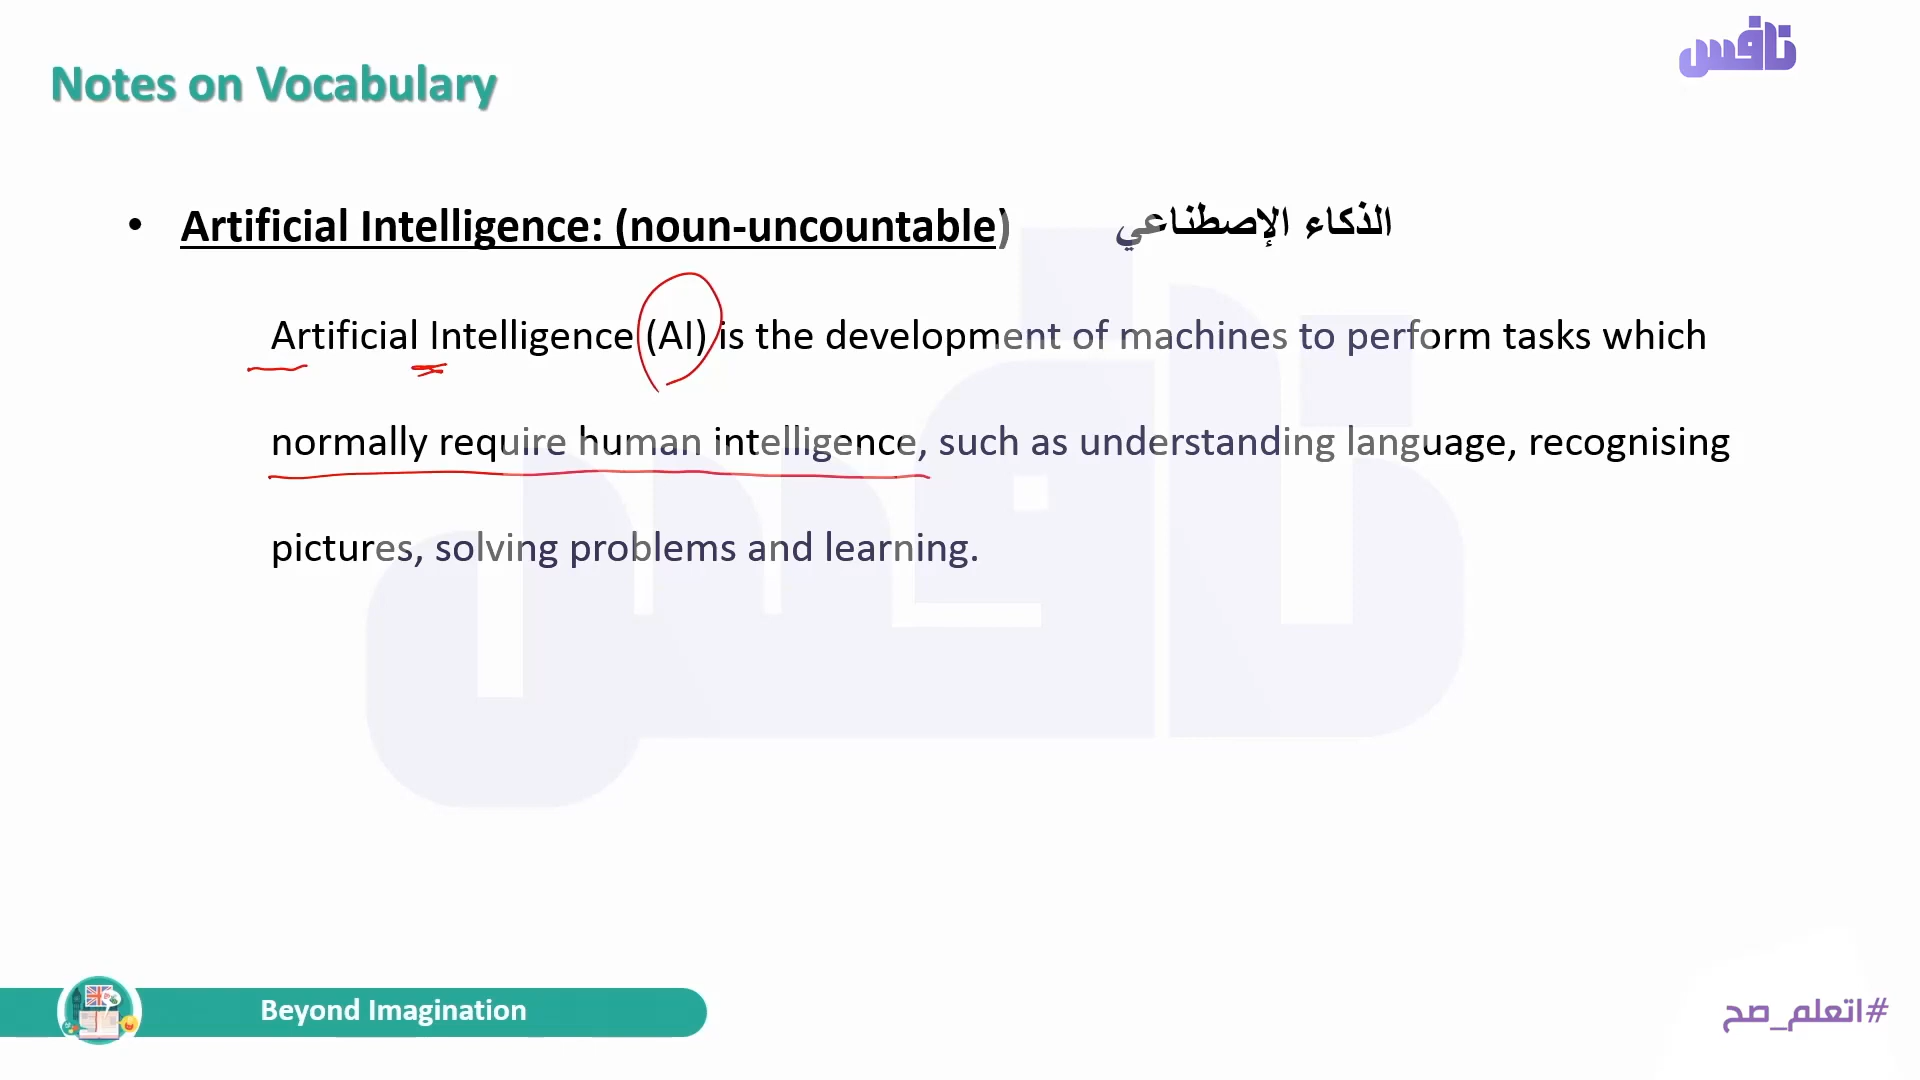 نافس
Notes on Vocabulary
• Artificial Intelligence: (noun-uncountable) الذكاء الإصطناعي
Artificial Intelligence (AI) is the development of machines to perform tasks which
normally require human intelligence, such as understanding language, recognising
pictures, solving problems and learning.
Beyond Imagination
#اتعلم_صح